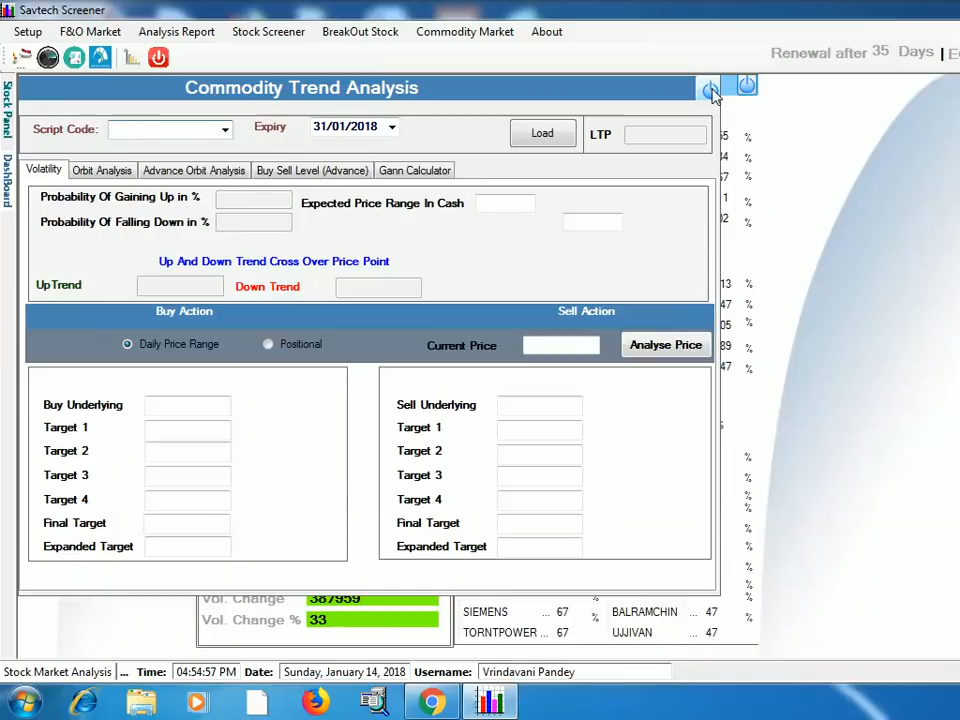 Savtech Screener
Setup F&O Market Analysis Report Stock Screener BreakOut Stock Commodity Market About
Renewal after 35 Days |
Stock Panel
DashBoard
Commodity Trend Analysis
Script Code: Expiry 31/01/2018 Load LTP
Volatility Orbit Analysis Advance Orbit Analysis Buy Sell Level (Advance) Gann Calculator
Probability Of Gaining Up in % Expected Price Range In Cash
Probability Of Falling Down in %
Up And Down Trend Cross Over Price Point
UpTrend Down Trend
Buy Action Sell Action
Daily Price Range Positional Current Price Analyse Price
Buy Underlying Sell Underlying
Target 1 Target 1
Target 2 Target 2
Target 3 Target 3
Target 4 Target 4
Final Target Final Target
Expanded Target Expanded Target
Vol. Change 387959
Vol. Change % 33
SIEMENS ... 67 % BALRAMCHIN ... 47 %
TORNTPOWER ... 67 % UJJIVAN ... 47
Stock Market Analysis ... Time: 04:54:57 PM Date: Sunday, January 14, 2018 Username: Vrindavani Pandey